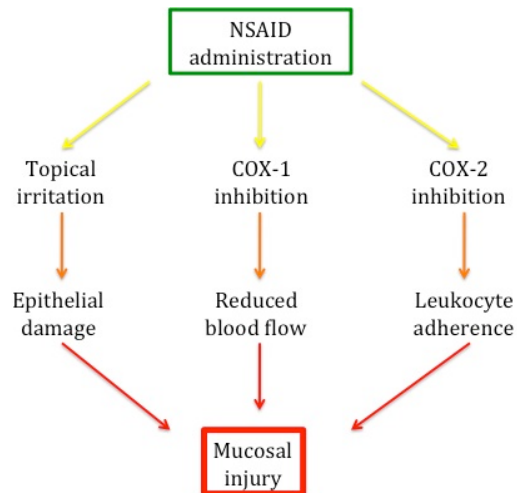 NSAID
administration
Topical
irritation
COX-1
inhibition
COX-2
inhibition
Epithelial
damage
Reduced
blood flow
Leukocyte
adherence
Mucosal
injury